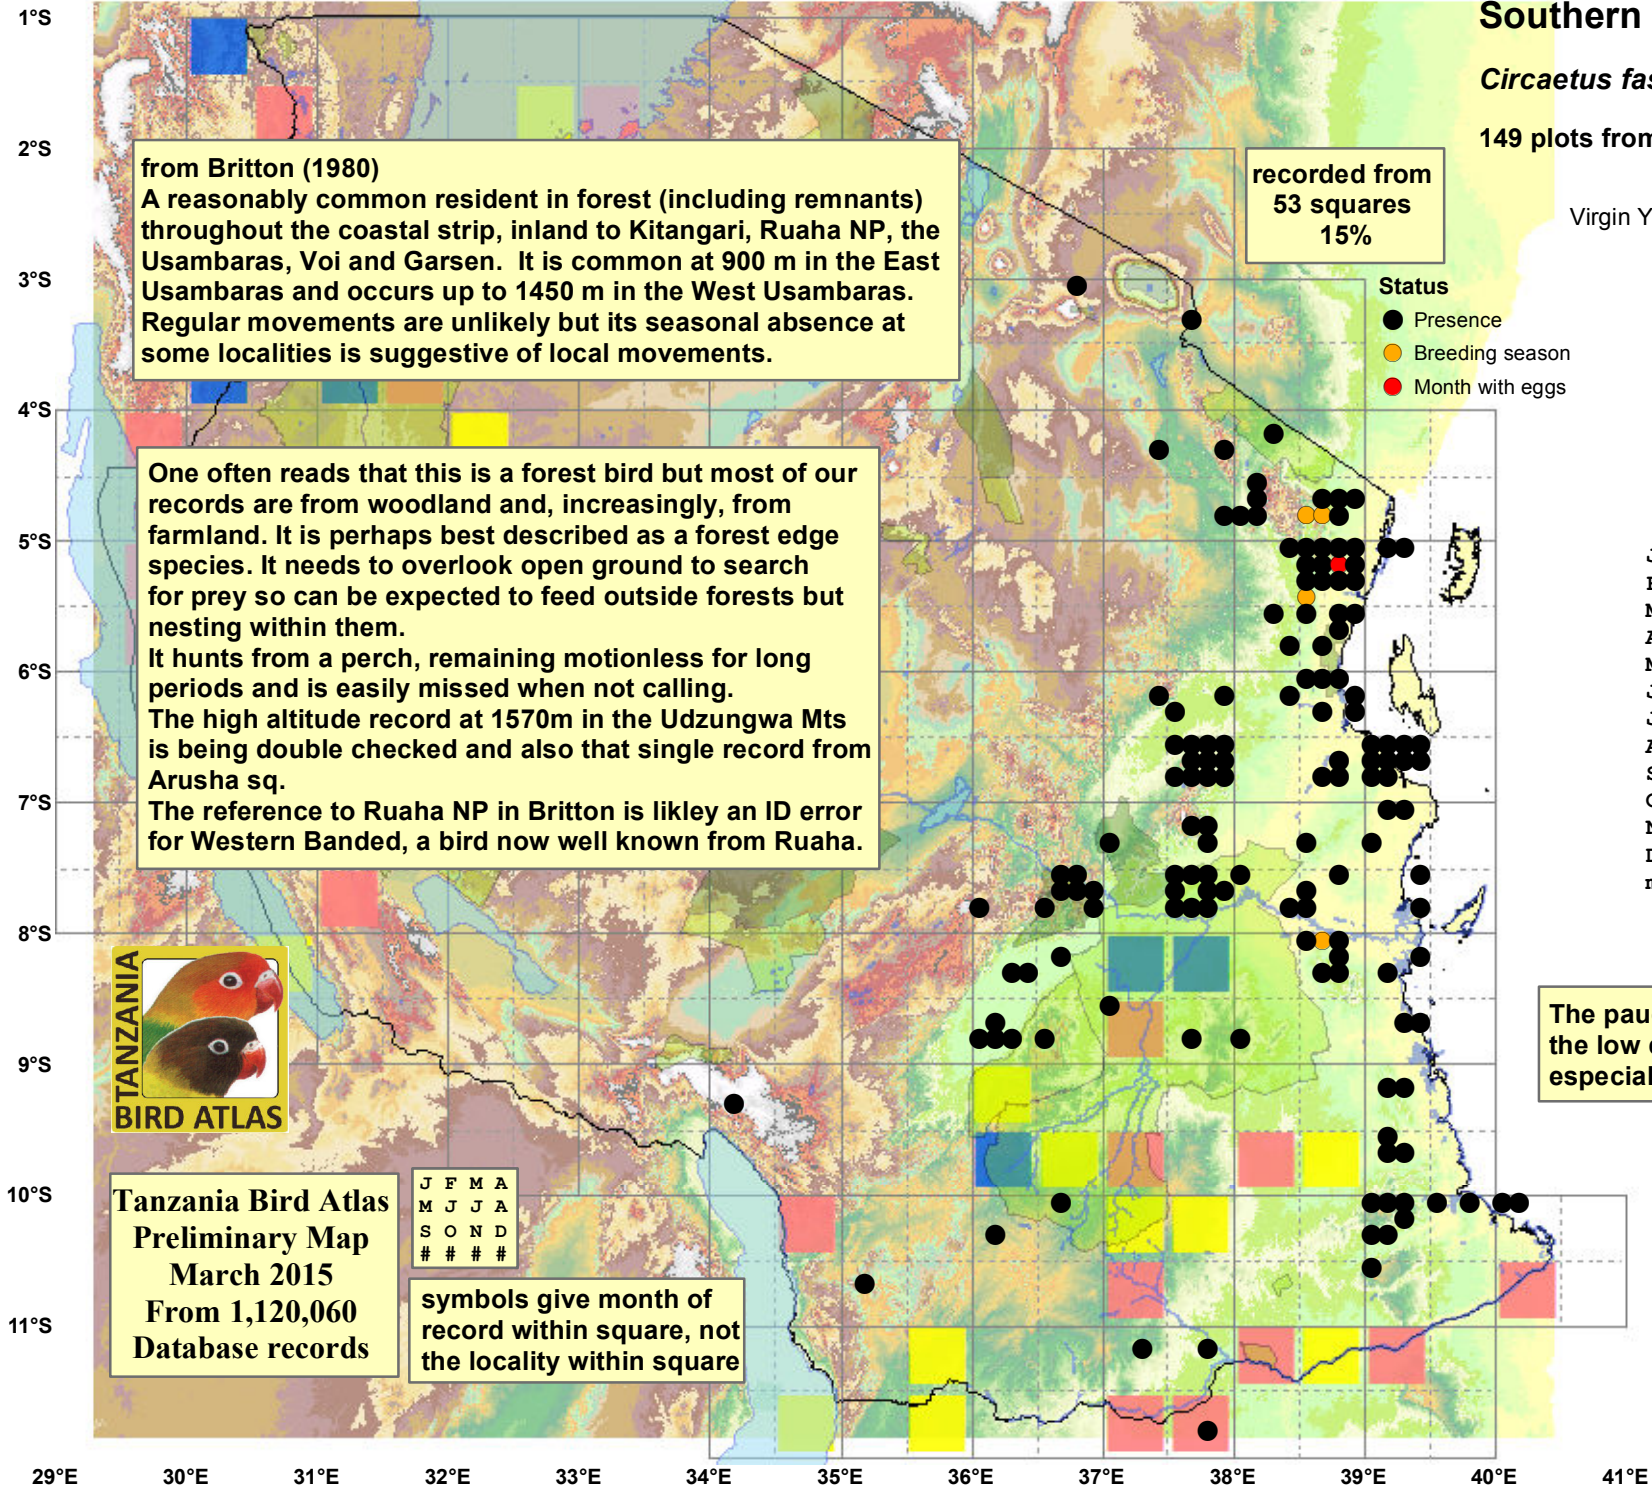 Southern
Circaetus fas
149 plots from
Virgin Y
from Britton (1980)
A reasonably common resident in forest (including remnants)
throughout the coastal strip, inland to Kitangari, Ruaha NP, the
Usambaras, Voi and Garsen. It is common at 900 m in the East
Usambaras and occurs up to 1450 m in the West Usambaras.
Regular movements are unlikely but its seasonal absence at
some localities is suggestive of local movements.
recorded from
53 squares
15%
Status
Presence
Breeding season
Month with eggs
One often reads that this is a forest bird but most of our
records are from woodland and, increasingly, from
farmland. It is perhaps best described as a forest edge
species. It needs to overlook open ground to search
for prey so can be expected to feed outside forests but
nesting within them.
It hunts from a perch, remaining motionless for long
periods and is easily missed when not calling.
The high altitude record at 1570m in the Udzungwa Mts
is being double checked and also that single record from
Arusha sq.
The reference to Ruaha NP in Britton is likley an ID error
for Western Banded, a bird now well known from Ruaha.
The pau
the low
especial
TANZANIA
BIRD ATLAS
Tanzania Bird Atlas
Preliminary Map
March 2015
From 1,120,060
Database records
J F M A
M J J A
S O N D
# # # #
symbols give month of
record within square, not
the locality within square
1°S
2°S
3°S
4°S
5°S
6°S
7°S
8°S
9°S
10°S
11°S
29°E 30°E 31°E 32°E 33°E 34°E 35°E 36°E 37°E 38°E 39°E 40°E 41°E